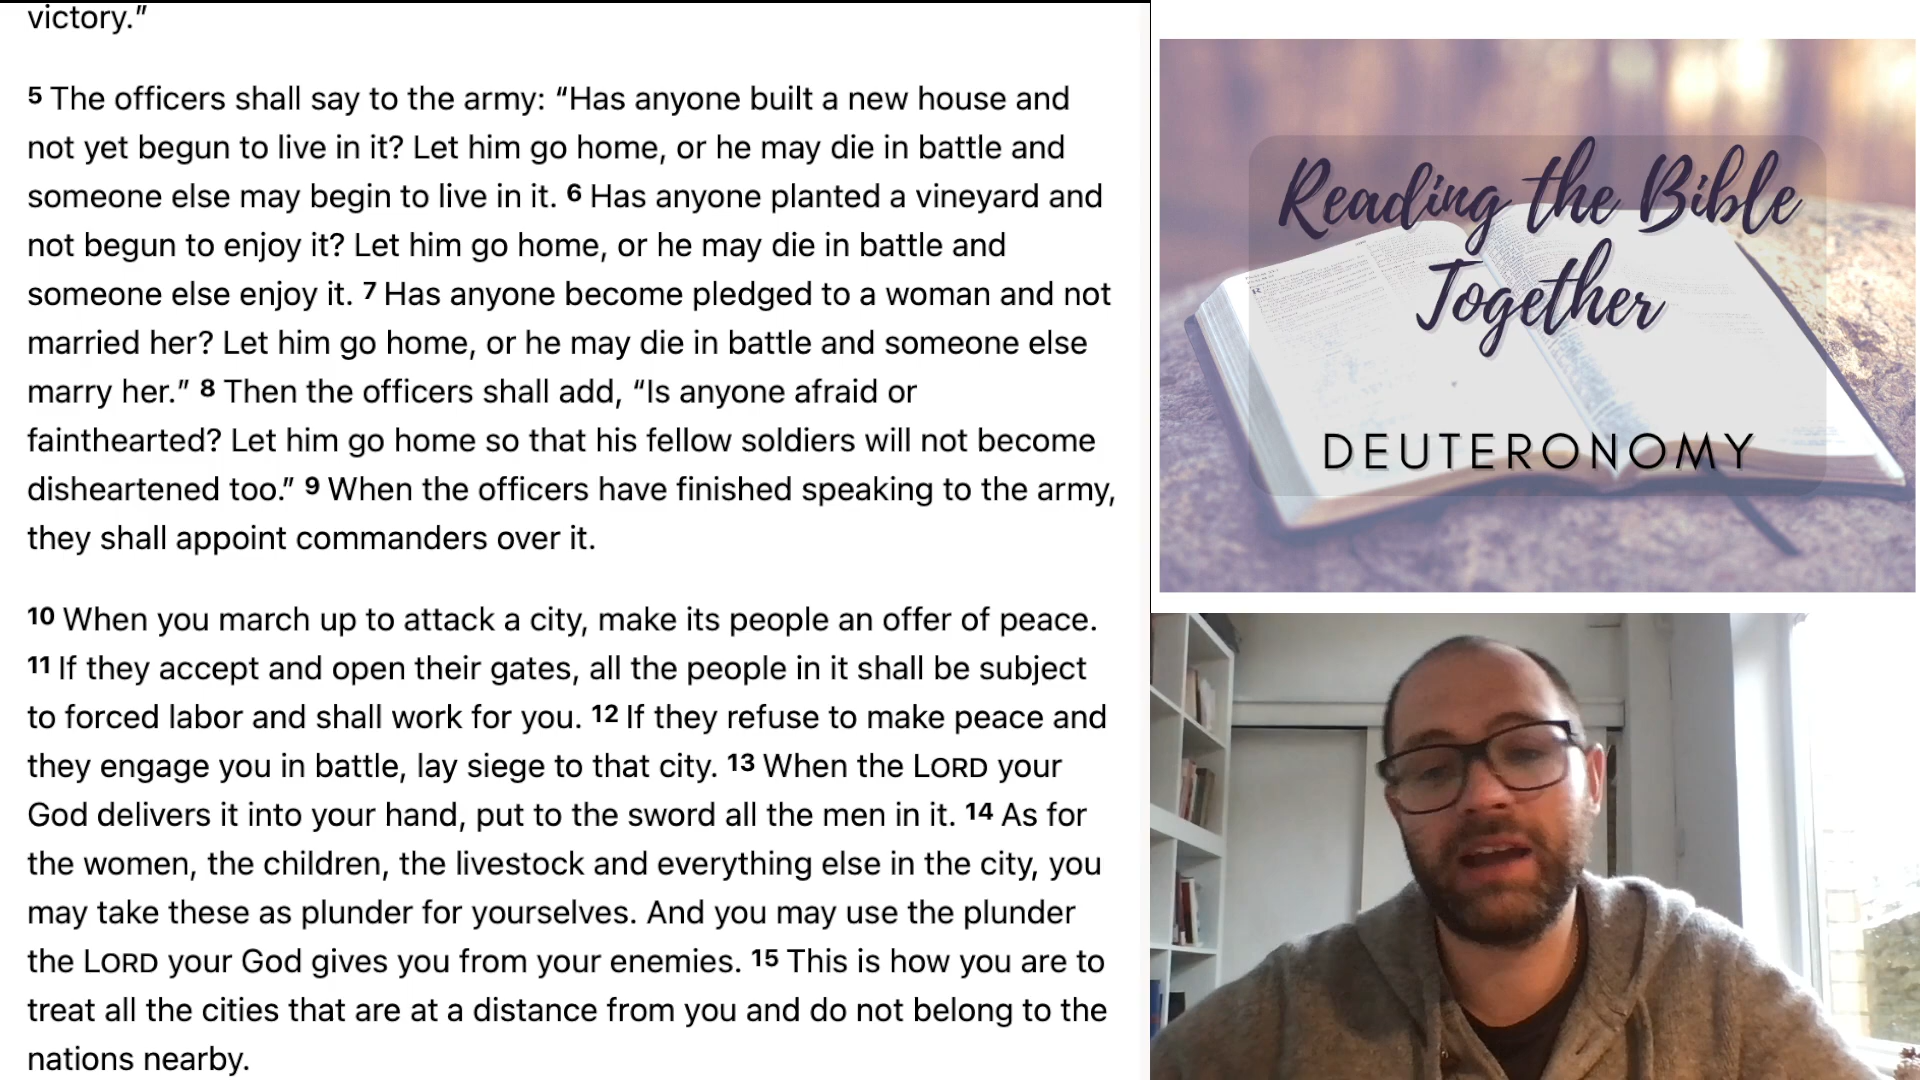 victory.”
5 The officers shall say to the army: “Has anyone built a new house and
not yet begun to live in it? Let him go home, or he may die in battle and
someone else may begin to live in it. 6 Has anyone planted a vineyard and
not begun to enjoy it? Let him go home, or he may die in battle and
someone else enjoy it. 7 Has anyone become pledged to a woman and not
married her? Let him go home, or he may die in battle and someone else
marry her.” 8 Then the officers shall add, “Is anyone afraid or
fainthearted? Let him go home so that his fellow soldiers will not become
disheartened too.” 9 When the officers have finished speaking to the army,
they shall appoint commanders over it.
10 When you march up to attack a city, make its people an offer of peace.
11 If they accept and open their gates, all the people in it shall be subject
to forced labor and shall work for you. 12 If they refuse to make peace and
they engage you in battle, lay siege to that city. 13 When the LORD your
God delivers it into your hand, put to the sword all the men in it. 14 As for
the women, the children, the livestock and everything else in the city, you
may take these as plunder for yourselves. And you may use the plunder
the LORD your God gives you from your enemies. 15 This is how you are to
treat all the cities that are at a distance from you and do not belong to the
nations nearby.
Reading the Bible
Together
DEUTERONOMY